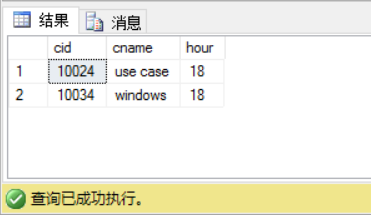 结果 消息
cid cname hour
1 10024 use case 18
2 10034 windows 18
查询已成功执行。